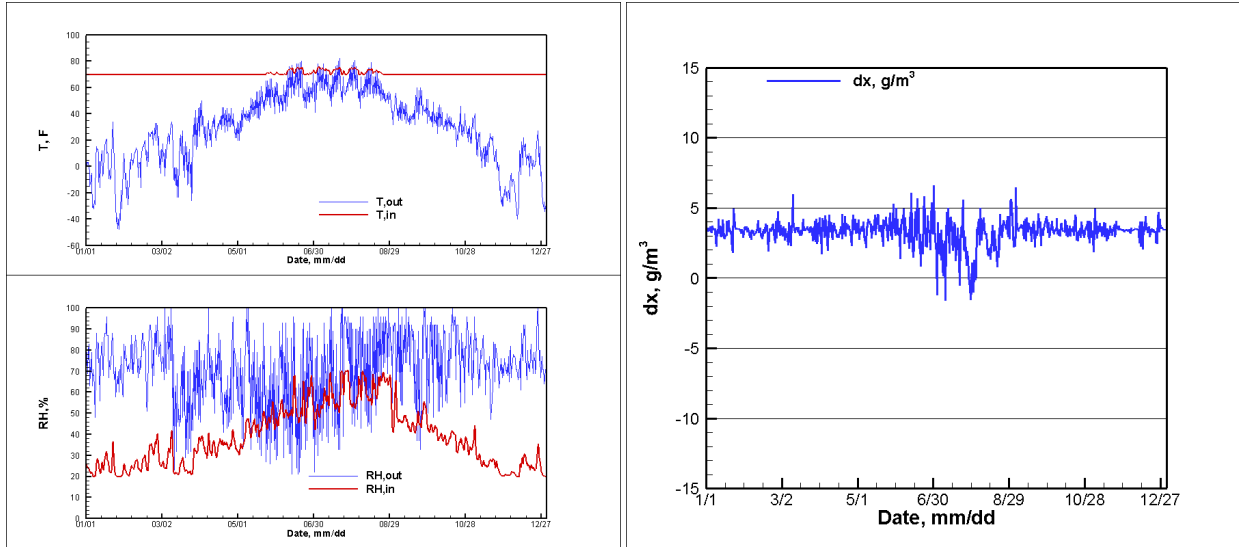 100
80
60
40
20
0
-20
-40
-60
T, F
T,out
T,in
01/01 03/02 05/01 06/30 08/29 10/28 12/27
Date, mm/dd
100
90
80
70
60
50
40
30
20
10
0
RH,%
RH,out
RH,in
01/01 03/02 05/01 06/30 08/29 10/28 12/27
Date, mm/dd
15
10
5
0
-5
-10
-15
dx, g/m³
dx, g/m³
1/1 3/2 5/1 6/30 8/29 10/28 12/27
Date, mm/dd